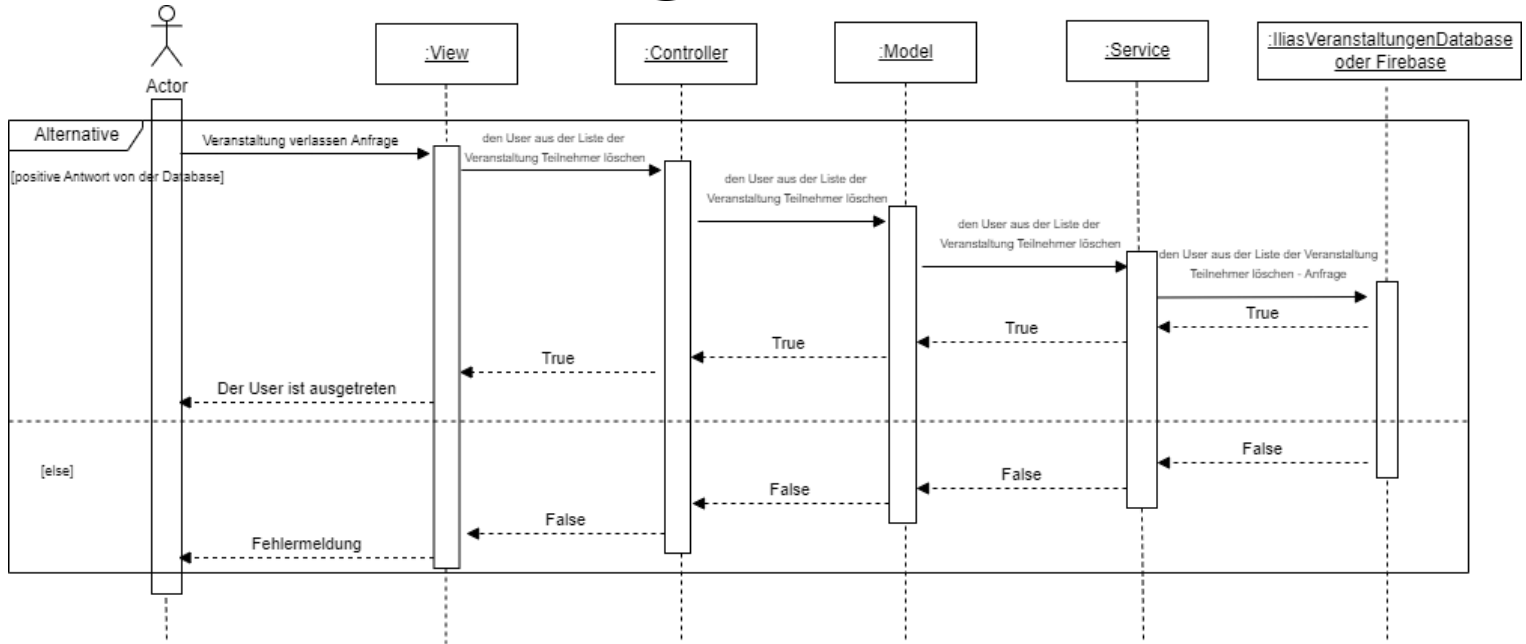 :View
:Controller
:Model
:Service
:IliasVeranstaltungenDatabase
oder Firebase
Actor
Alternative
[positive Antwort von der Database]
Veranstaltung verlassen Anfrage
den User aus der Liste der
Veranstaltung Teilnehmer löschen
den User aus der Liste der
Veranstaltung Teilnehmer löschen
den User aus der Liste der
Veranstaltung Teilnehmer löschen
den User aus der Liste der Veranstaltung
Teilnehmer löschen - Anfrage
True
True
True
True
Der User ist ausgetreten
[else]
False
False
False
False
Fehlermeldung